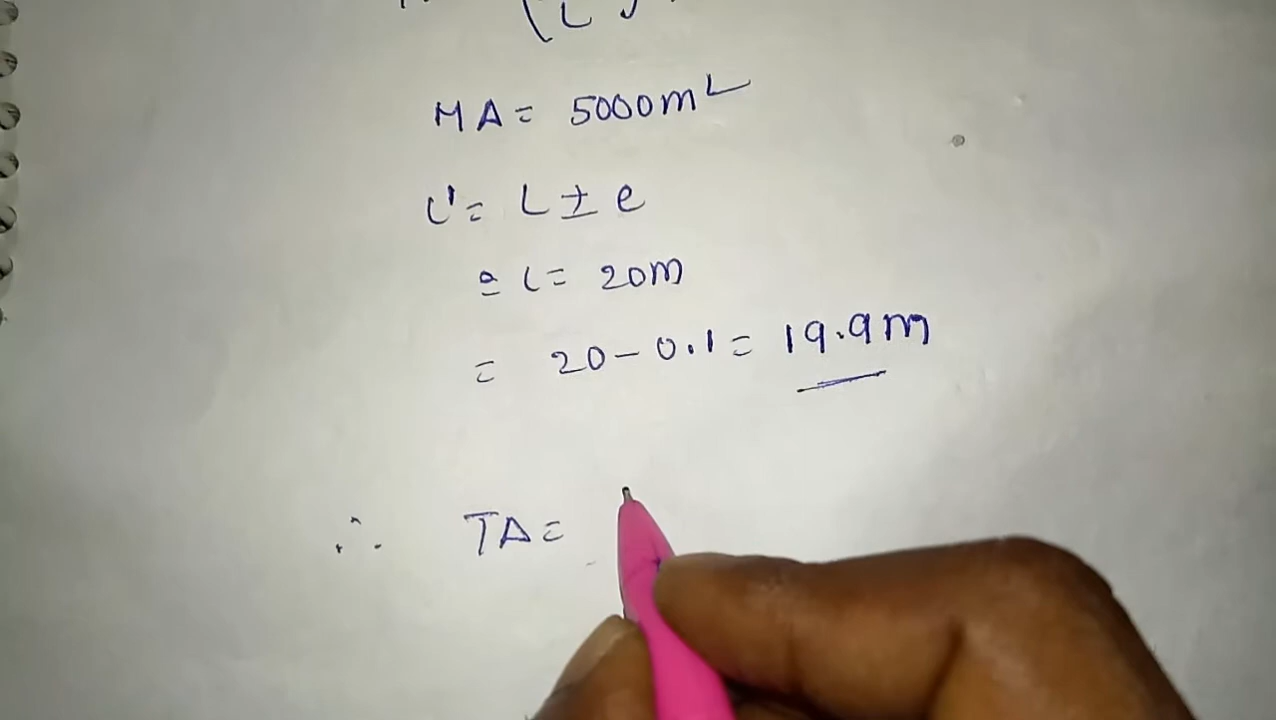 (L
MA = 5000m²
L' = L ± e
= L = 20m
= 20 - 0.1 = 19.9m
∴ TA =